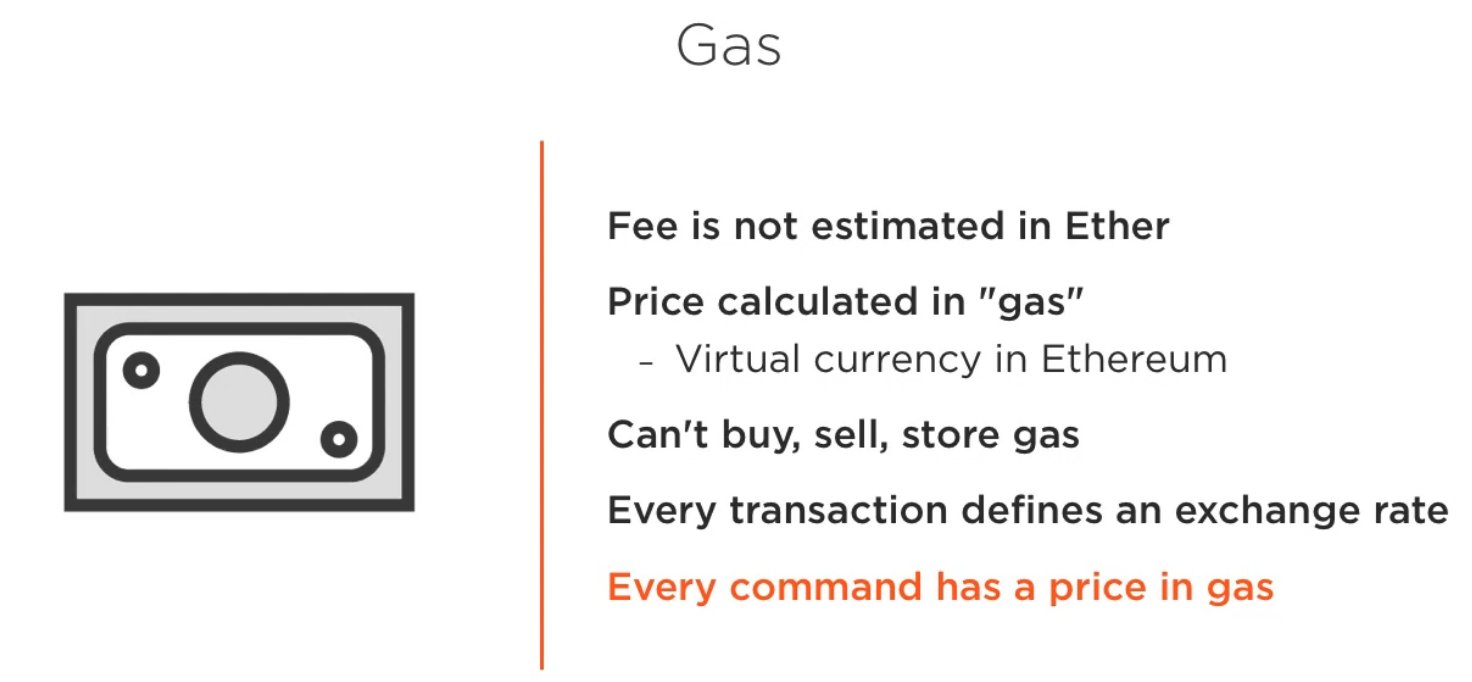 Gas
Fee is not estimated in Ether
Price calculated in "gas"
- Virtual currency in Ethereum
Can't buy, sell, store gas
Every transaction defines an exchange rate
Every command has a price in gas